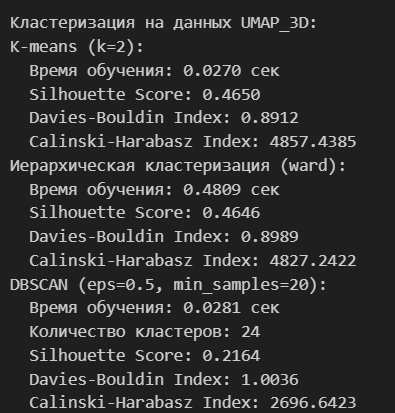 Кластеризация на данных UMAP_3D:
K-means (k=2):
Время обучения: 0.0270 сек
Silhouette Score: 0.4650
Davies-Bouldin Index: 0.8912
Calinski-Harabasz Index: 4857.4385
Иерархическая кластеризация (ward):
Время обучения: 0.4809 сек
Silhouette Score: 0.4646
Davies-Bouldin Index: 0.8989
Calinski-Harabasz Index: 4827.2422
DBSCAN (eps=0.5, min_samples=20):
Время обучения: 0.0281 сек
Количество кластеров: 24
Silhouette Score: 0.2164
Davies-Bouldin Index: 1.0036
Calinski-Harabasz Index: 2696.6423